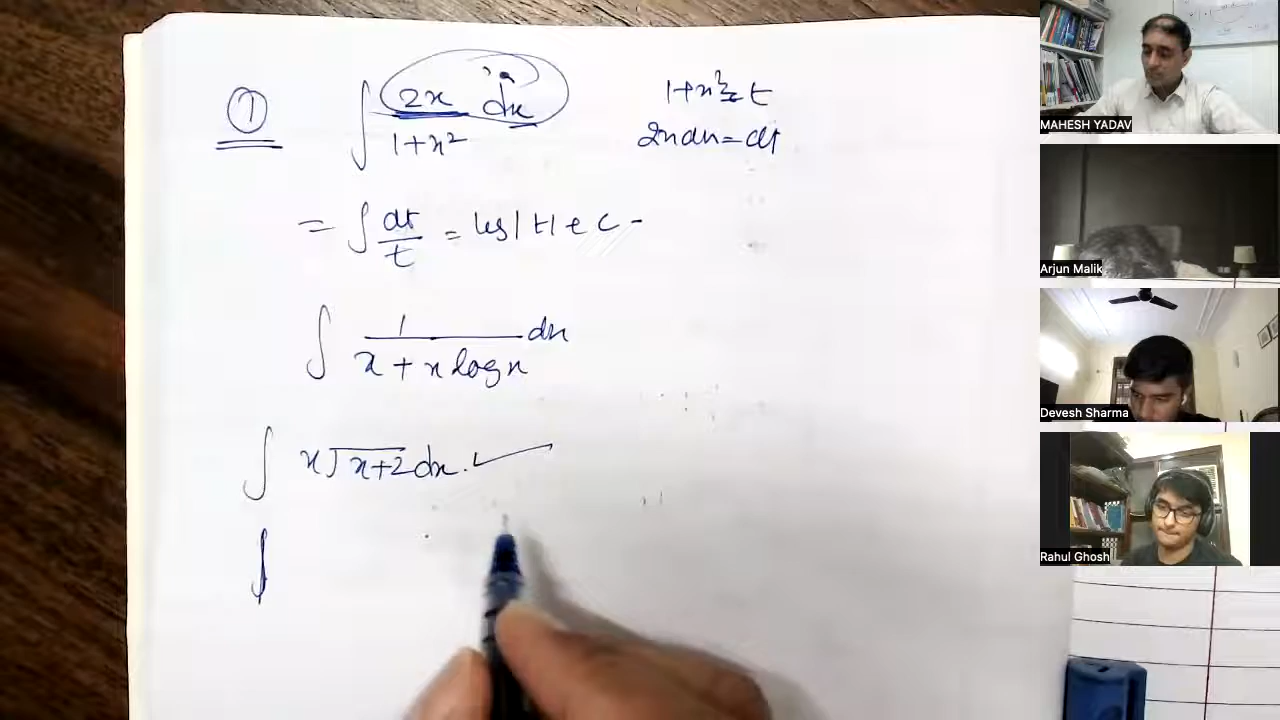 ① ∫ 2x dx / 1+x² 1+x² = t
2x dx = dt
= ∫ dt/t = log |t| + c -
∫ 1 / x + x log x dx
∫ x √x+2 dx. ✓
∫
MAHESH YADAV
Arjun Malik
Devesh Sharma
Rahul Ghosh